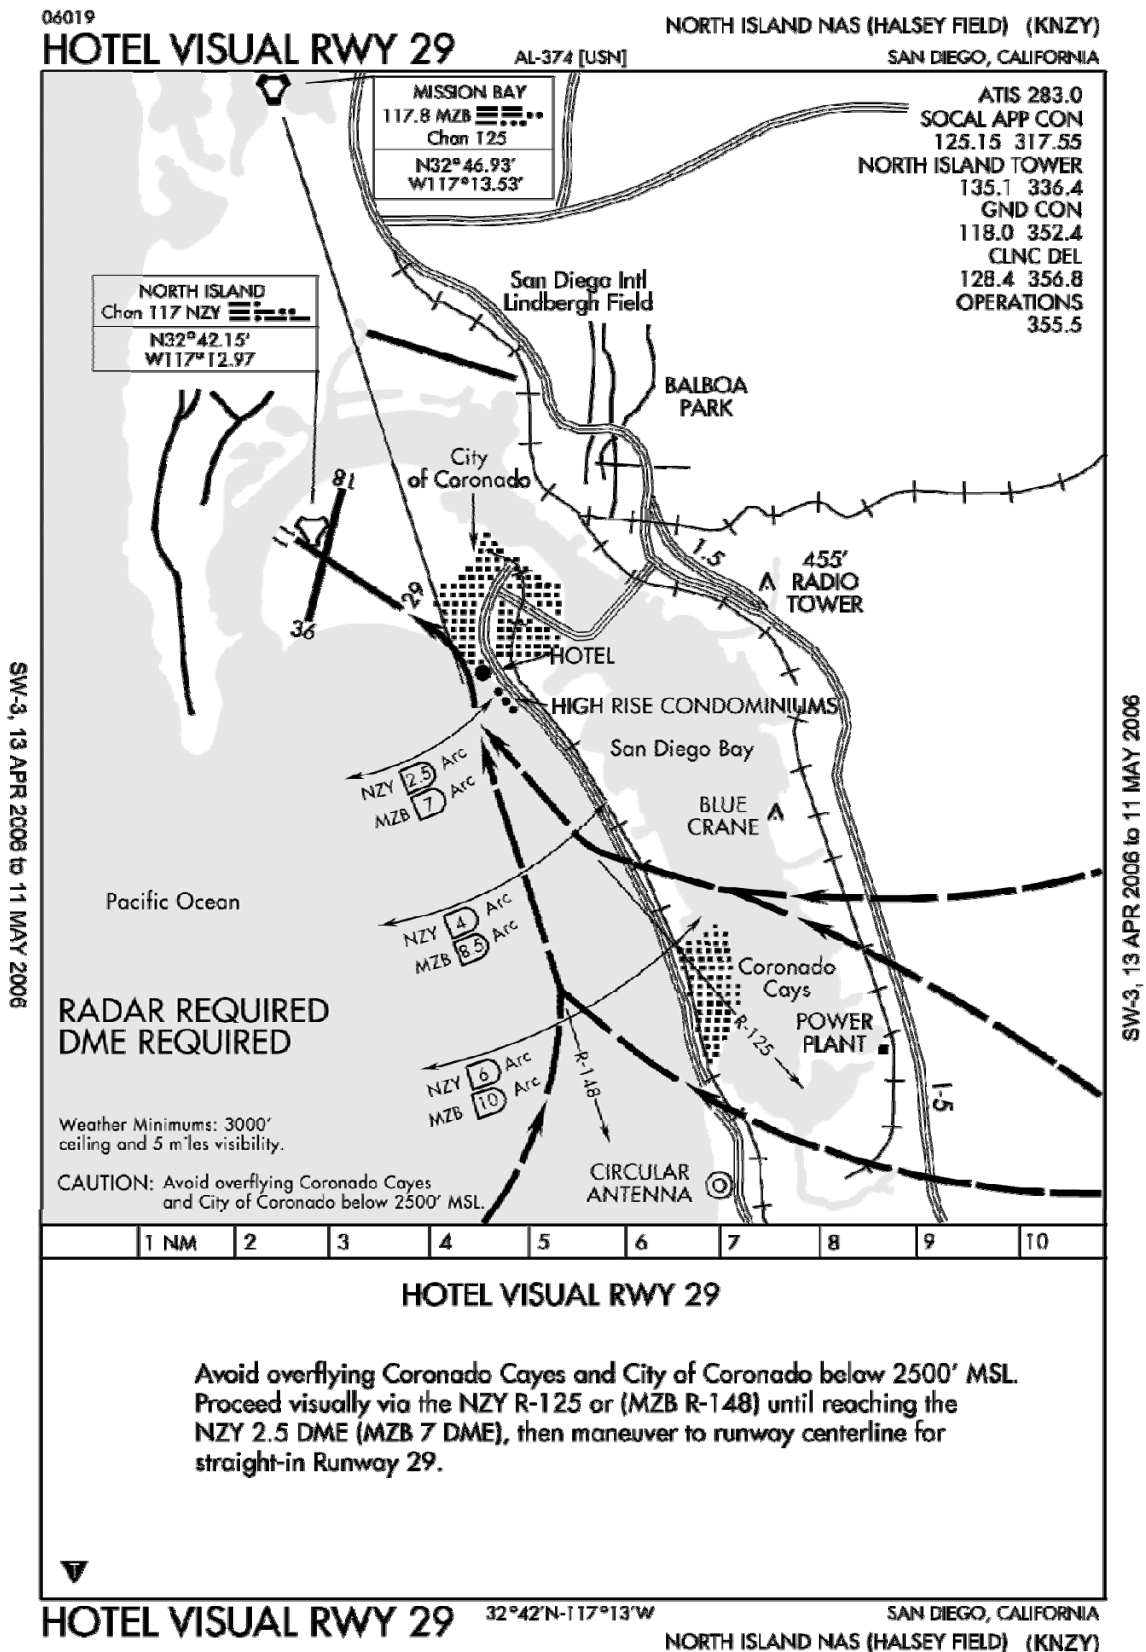 06019
HOTEL VISUAL RWY 29
AL-374 [USN]
NORTH ISLAND NAS (HALSEY FIELD) (KNZY)
SAN DIEGO, CALIFORNIA
MISSION BAY
117.8 MZB
Chan 125
N32°46.93'
W117°13.53'
ATIS 283.0
SOCAL APP CON
125.15 317.55
NORTH ISLAND TOWER
135.1 336.4
GND CON
118.0 352.4
CLNC DEL
128.4 356.8
OPERATIONS
355.5
NORTH ISLAND
Chan 117 NZY
N32°42.15'
W117°12.97
San Diego Intl
Lindbergh Field
BALBOA
PARK
City
of Coronado
18
11
29
36
1.5
455'
RADIO
TOWER
HOTEL
HIGH RISE CONDOMINIUMS
San Diego Bay
NZY 2.5 Arc
MZB 7 Arc
BLUE
CRANE
Pacific Ocean
NZY 4 Arc
MZB 8.5 Arc
Coronado
Cays
RADAR REQUIRED
DME REQUIRED
POWER
PLANT
R-125
R-148
NZY 6 Arc
MZB 10 Arc
I-5
Weather Minimums: 3000'
ceiling and 5 miles visibility.
CAUTION: Avoid overflying Coronado Cayes
and City of Coronado below 2500' MSL.
CIRCULAR
ANTENNA
1 NM 2 3 4 5 6 7 8 9 10
HOTEL VISUAL RWY 29
Avoid overflying Coronado Cayes and City of Coronado below 2500' MSL.
Proceed visually via the NZY R-125 or (MZB R-148) until reaching the
NZY 2.5 DME (MZB 7 DME), then maneuver to runway centerline for
straight-in Runway 29.
T
HOTEL VISUAL RWY 29
32°42'N-117°13'W
SAN DIEGO, CALIFORNIA
NORTH ISLAND NAS (HALSEY FIELD) (KNZY)
SW-3, 13 APR 2006 to 11 MAY 2006
SW-3, 13 APR 2006 to 11 MAY 2006